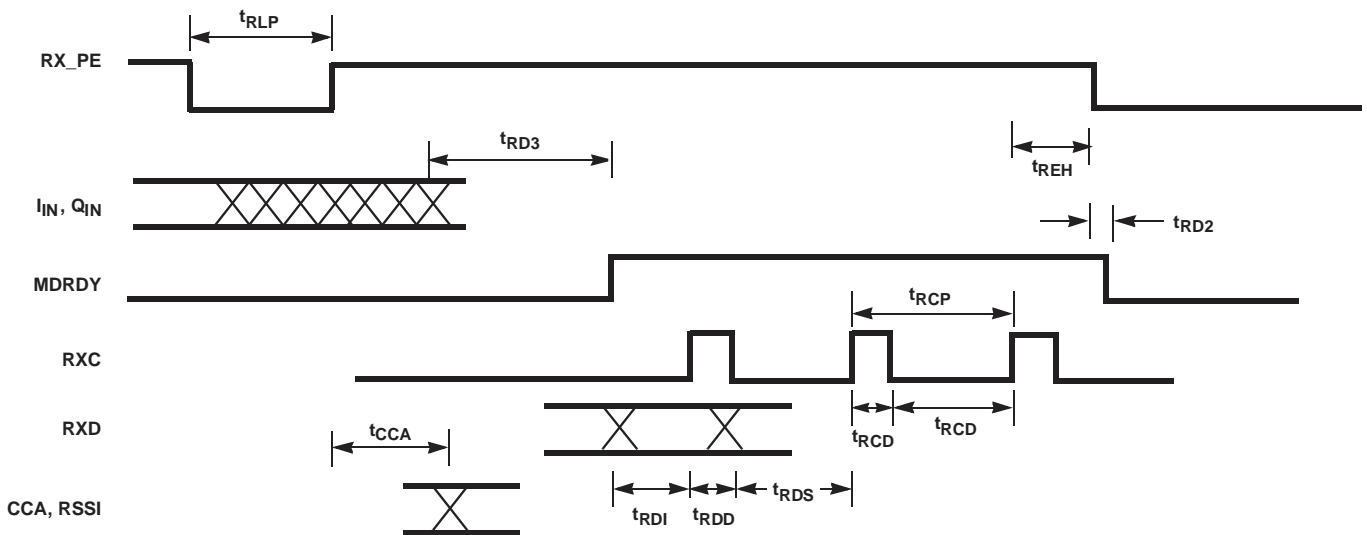 tRLP
RX_PE
tRD3
tREH
IIN, QIN
tRD2
MDRDY
tRCP
RXC
RXD
tCCA
tRCD
tRCD
tRDS
CCA, RSSI
tRDI
tRDD